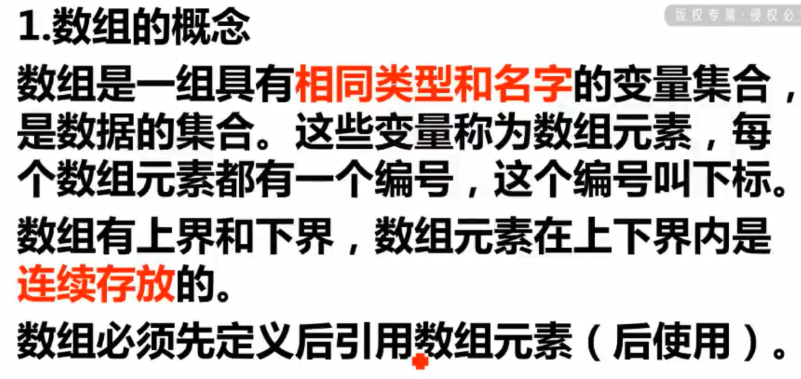 版权专属·侵权必
1.数组的概念
数组是一组具有相同类型和名字的变量集合，
是数据的集合。这些变量称为数组元素，每
个数组元素都有一个编号，这个编号叫下标。
数组有上界和下界，数组元素在上下界内是
连续存放的。
数组必须先定义后引用数组元素（后使用）。